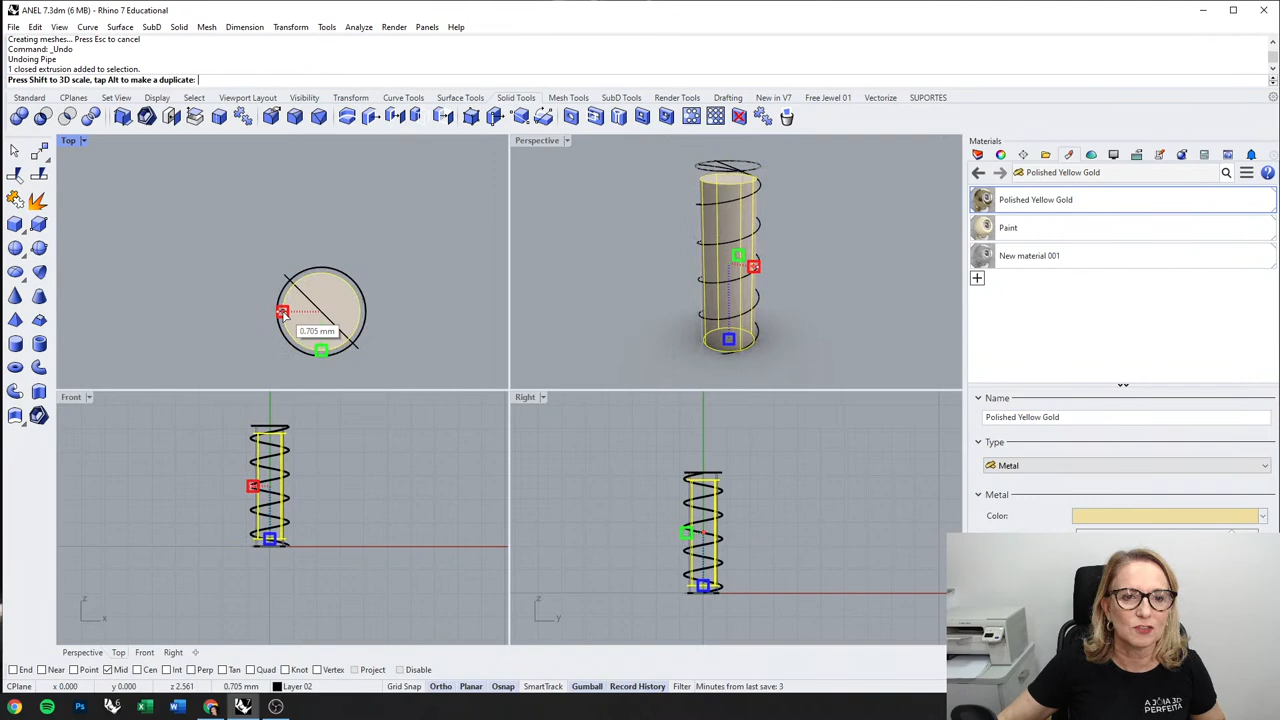 ANEL 7.3dm (6 MB) - Rhino 7 Educational
File Edit View Curve Surface SubD Solid Mesh Dimension Transform Tools Analyze Render Panels Help
Creating meshes... Press Esc to cancel
Command: _Undo
Undoing Pipe
1 closed extrusion added to selection.
Press Shift to 3D scale, tap Alt to make a duplicate:
Standard CPlanes Set View Display Select Viewport Layout Visibility Transform Curve Tools Surface Tools Solid Tools Mesh Tools SubD Tools Render Tools Drafting New in V7 Free Jewel 01 Vectorize SUPORTES
Top
Perspective
Materials
Polished Yellow Gold
Polished Yellow Gold
Paint
New material 001
0.705 mm
Front
Right
Name
Polished Yellow Gold
Type
Metal
Metal
Color:
z
x
z
y
Perspective Top Front Right
End Near Point Mid Cen Int Perp Tan Quad Knot Vertex Project Disable
CPlane x 0.000 y 0.000 z 2.561 0.705 mm Layer 02 Grid Snap Ortho Planar Osnap SmartTrack Gumball Record History Filter Minutes from last save: 3
A JOIA 3D
PERFEITA